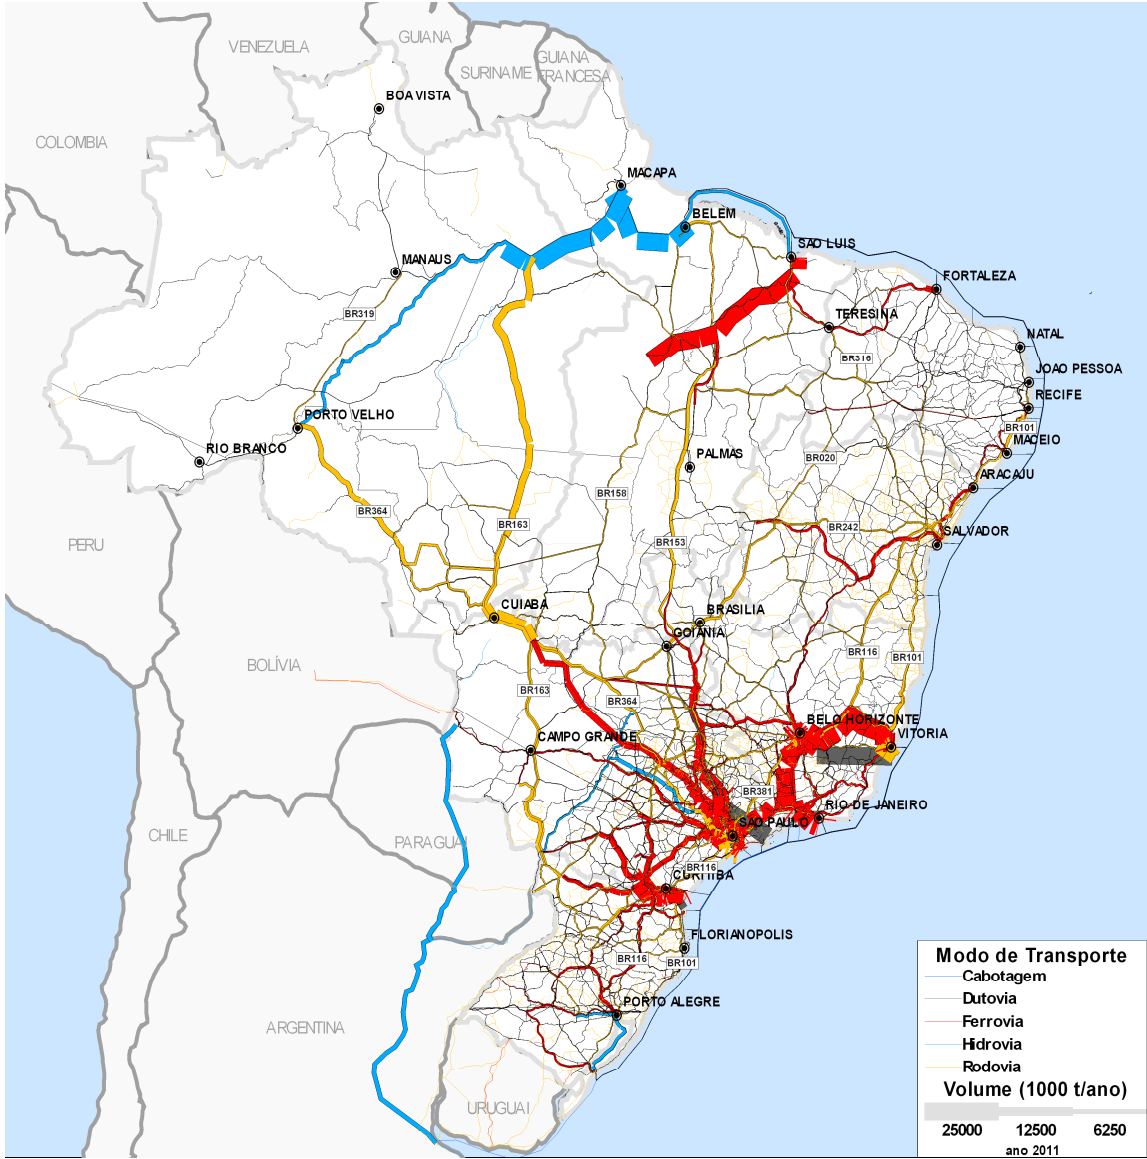 GUIANA
VENEZUELA
SURINAME
GUIANA
FRANCESA
BOA VISTA
COLOMBIA
MACAPA
BELEM
SAO LUIS
MANAUS
FORTALEZA
BR319
TERESINA
NATAL
BR316
JOAO PESSOA
RECIFE
PORTO VELHO
BR101
MACEIO
RIO BRANCO
PALMAS
BR020
ARACAJU
BR158
BR364
BR163
BR242
SALVADOR
PERU
BR153
CUIABA
BRASILIA
GOIANIA
BOLÍVIA
BR116
BR101
BR163
BR364
BELO HORIZONTE
CAMPO GRANDE
VITORIA
BR381
RIO DE JANEIRO
SAO PAULO
CHILE
PARAGUAI
BR116
CURITIBA
FLORIANOPOLIS
BR116
BR101
PORTO ALEGRE
ARGENTINA
URUGUAI
Modo de Transporte
Cabotagem
Dutovia
Ferrovia
Hidrovia
Rodovia
Volume (1000 t/ano)
25000 12500 6250
ano 2011